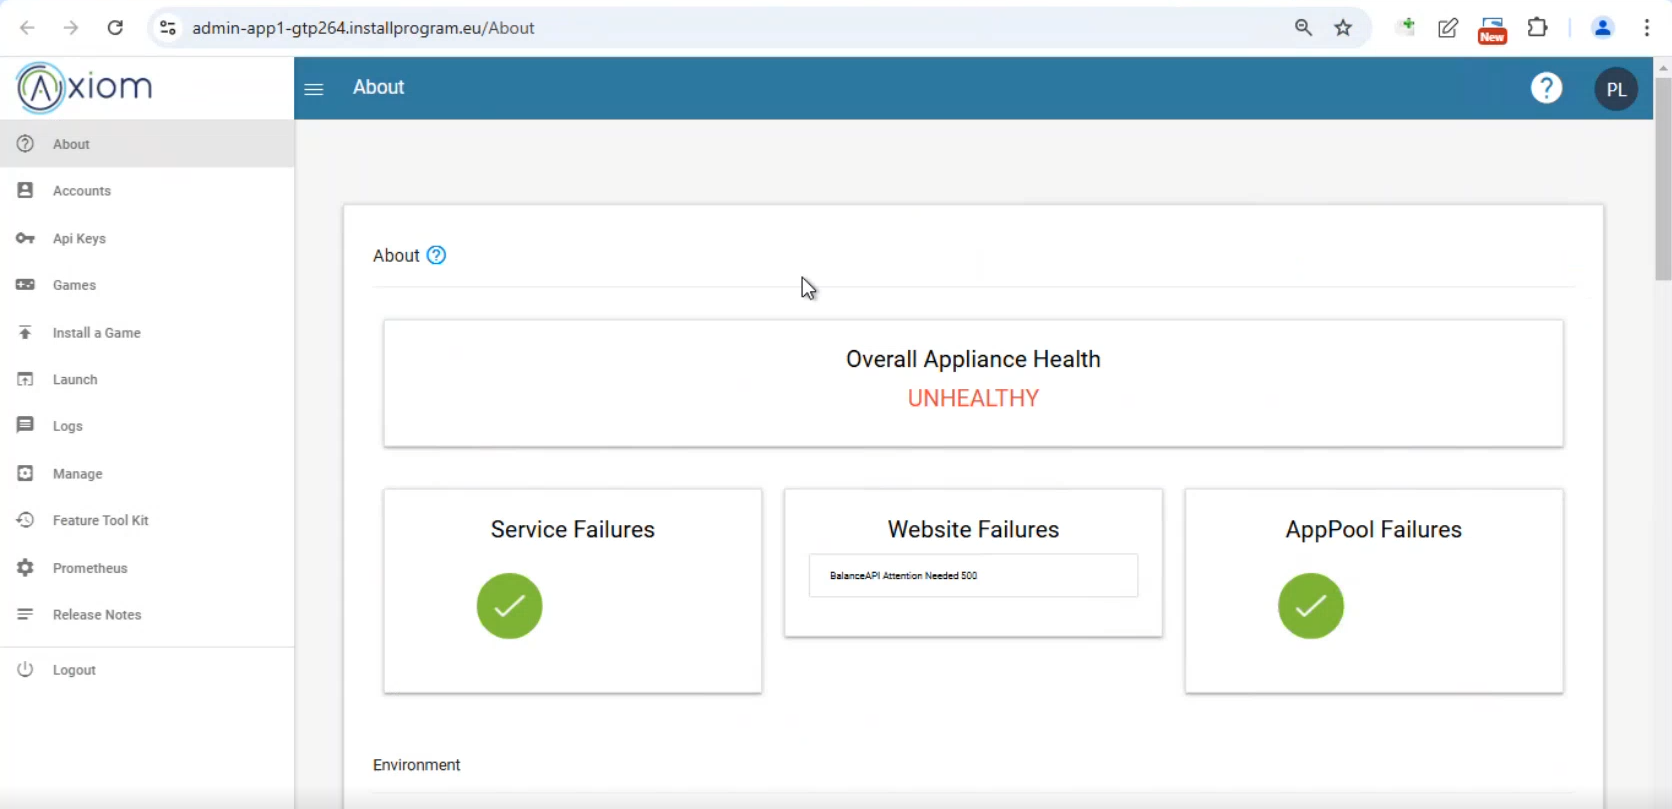 admin-app1-gtp264.installprogram.eu/About
New
Axiom
About
PL
About
Accounts
Api Keys
Games
Install a Game
Launch
Logs
Manage
Feature Tool Kit
Prometheus
Release Notes
Logout
About
Overall Appliance Health
UNHEALTHY
Service Failures
Website Failures
BalanceAPI Attention Needed 500
AppPool Failures
Environment